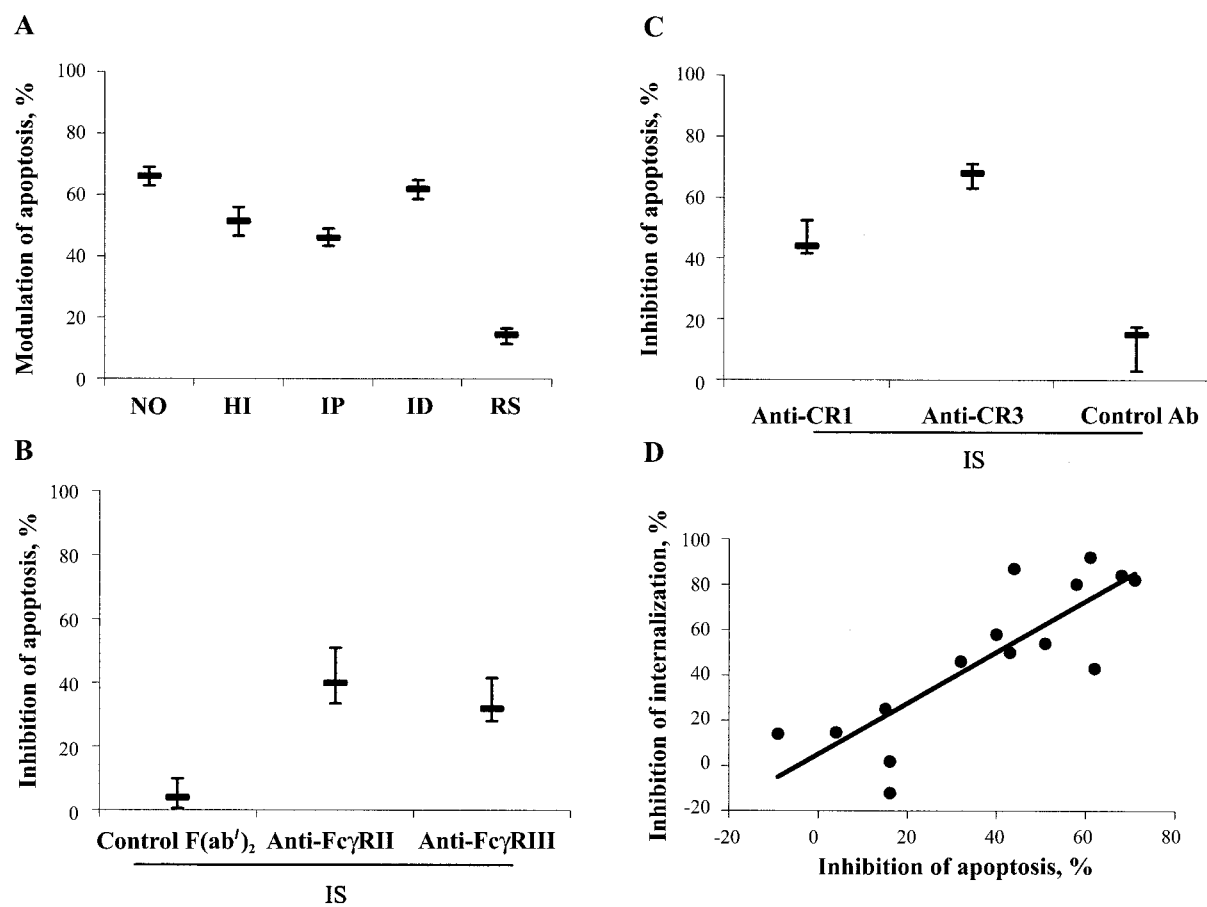 A
Modulation of apoptosis, %
100
80
60
40
20
0
NO HI IP ID RS
B
Inhibition of apoptosis, %
100
80
60
40
20
0
Control F(ab′)₂ Anti-FcγRII Anti-FcγRIII
IS
C
Inhibition of apoptosis, %
100
80
60
40
20
0
Anti-CR1 Anti-CR3 Control Ab
IS
D
Inhibition of internalization, %
100
80
60
40
20
0
-20
-20 0 20 40 60 80
Inhibition of apoptosis, %